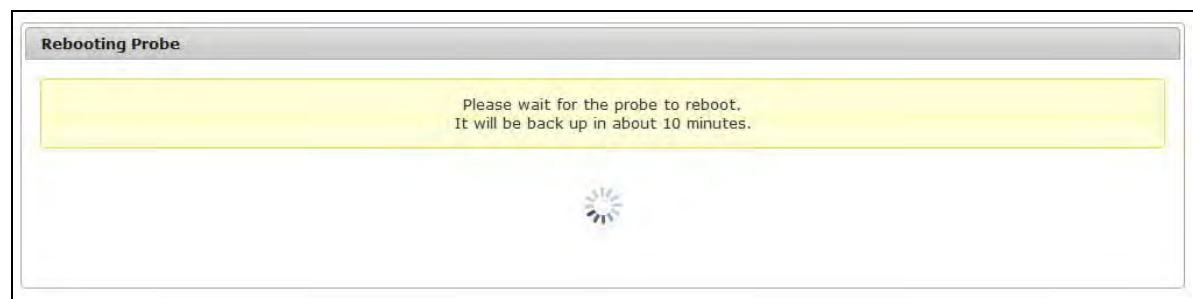 Rebooting Probe
Please wait for the probe to reboot.
It will be back up in about 10 minutes.